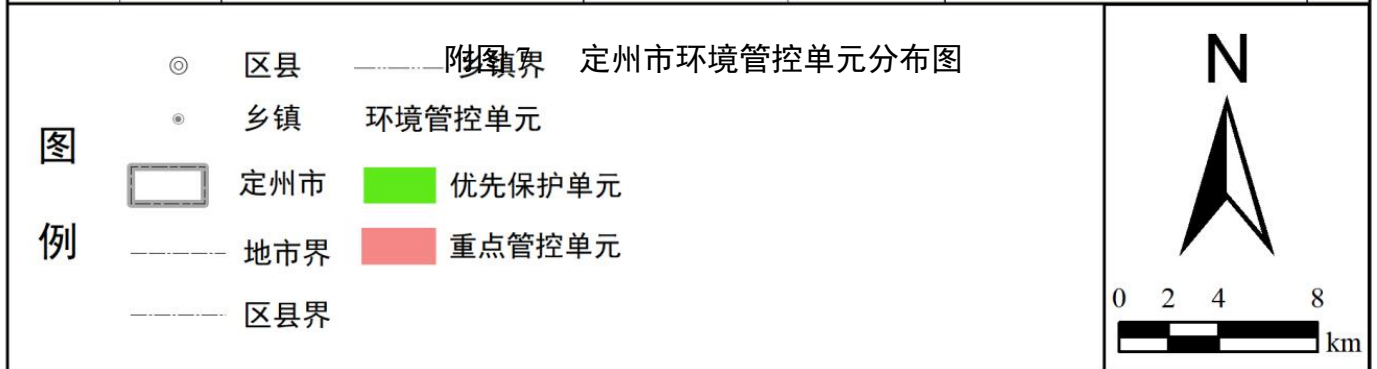 附图 7 定州市环境管控单元分布图
区县 乡镇界
乡镇 环境管控单元
定州市 优先保护单元
地市界 重点管控单元
区县界
图
例
N
0 2 4 8
km